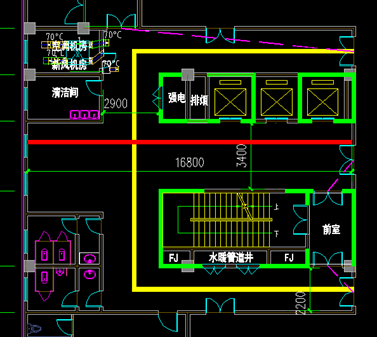 70°C
70°C
空调机房
70°C
新风机房
70°C
清洁间
2900
强电
排烟
16800
3400
上
下
前室
FJ
水暖管道井
FJ
2200